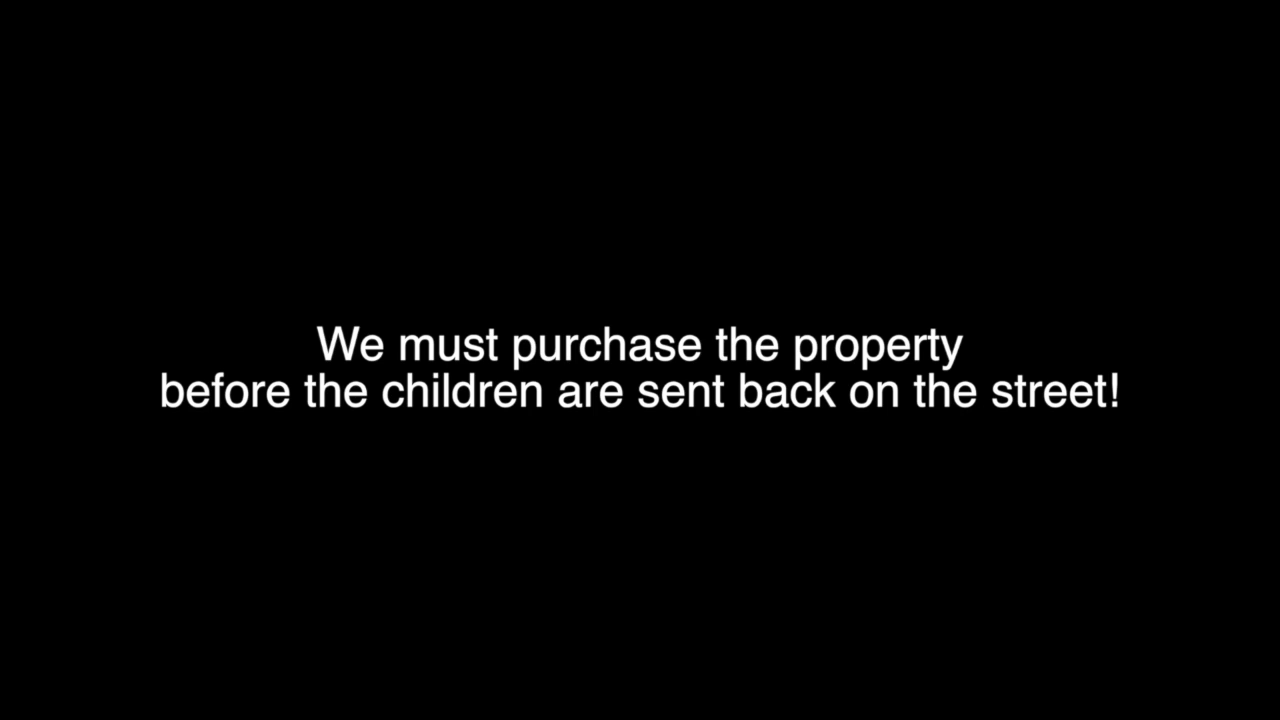 We must purchase the property
before the children are sent back on the street!